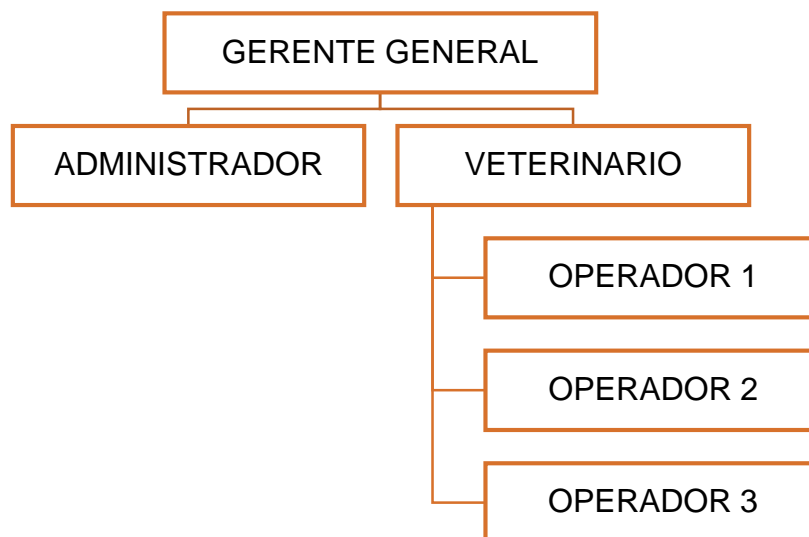 GERENTE GENERAL
ADMINISTRADOR
VETERINARIO
OPERADOR 1
OPERADOR 2
OPERADOR 3